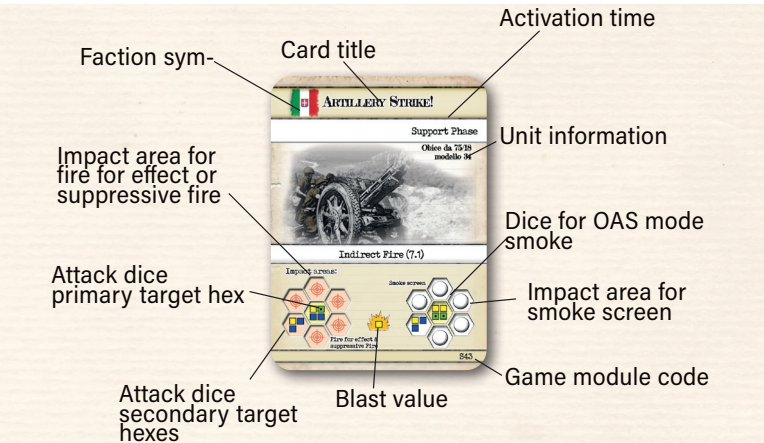 Activation time
Faction sym-
Card title
ARTILLERY STRIKE!
Support Phase
Unit information
Obice da 75/18
modello 34
Impact area for
fire for effect or
suppressive fire
Dice for OAS mode
smoke
Indirect Fire (7.1)
Impact areas:
Smoke screen
Attack dice
primary target hex
Impact area for
smoke screen
Fire for effect &
suppressive Fire
S43
Game module code
Attack dice
secondary target
hexes
Blast value